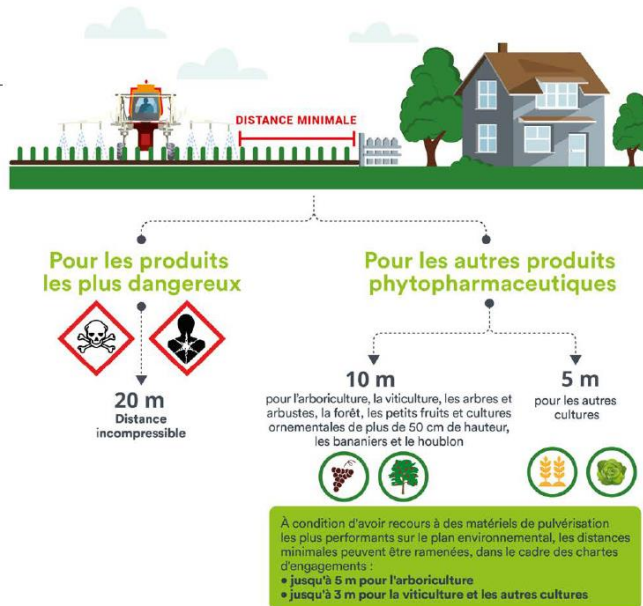 DISTANCE MINIMALE
Pour les produits
les plus dangereux
20 m
Distance
incompressible
Pour les autres produits
phytopharmaceutiques
10 m
pour l'arboriculture, la viticulture, les arbres et
arbustes, la forêt, les petits fruits et cultures
ornementales de plus de 50 cm de hauteur,
les bananiers et le houblon
5 m
pour les autres
cultures
À condition d'avoir recours à des matériels de pulvérisation
les plus performants sur le plan environnemental, les distances
minimales peuvent être ramenées, dans le cadre des chartes
d'engagements :
• jusqu'à 5 m pour l'arboriculture
• jusqu'à 3 m pour la viticulture et les autres cultures